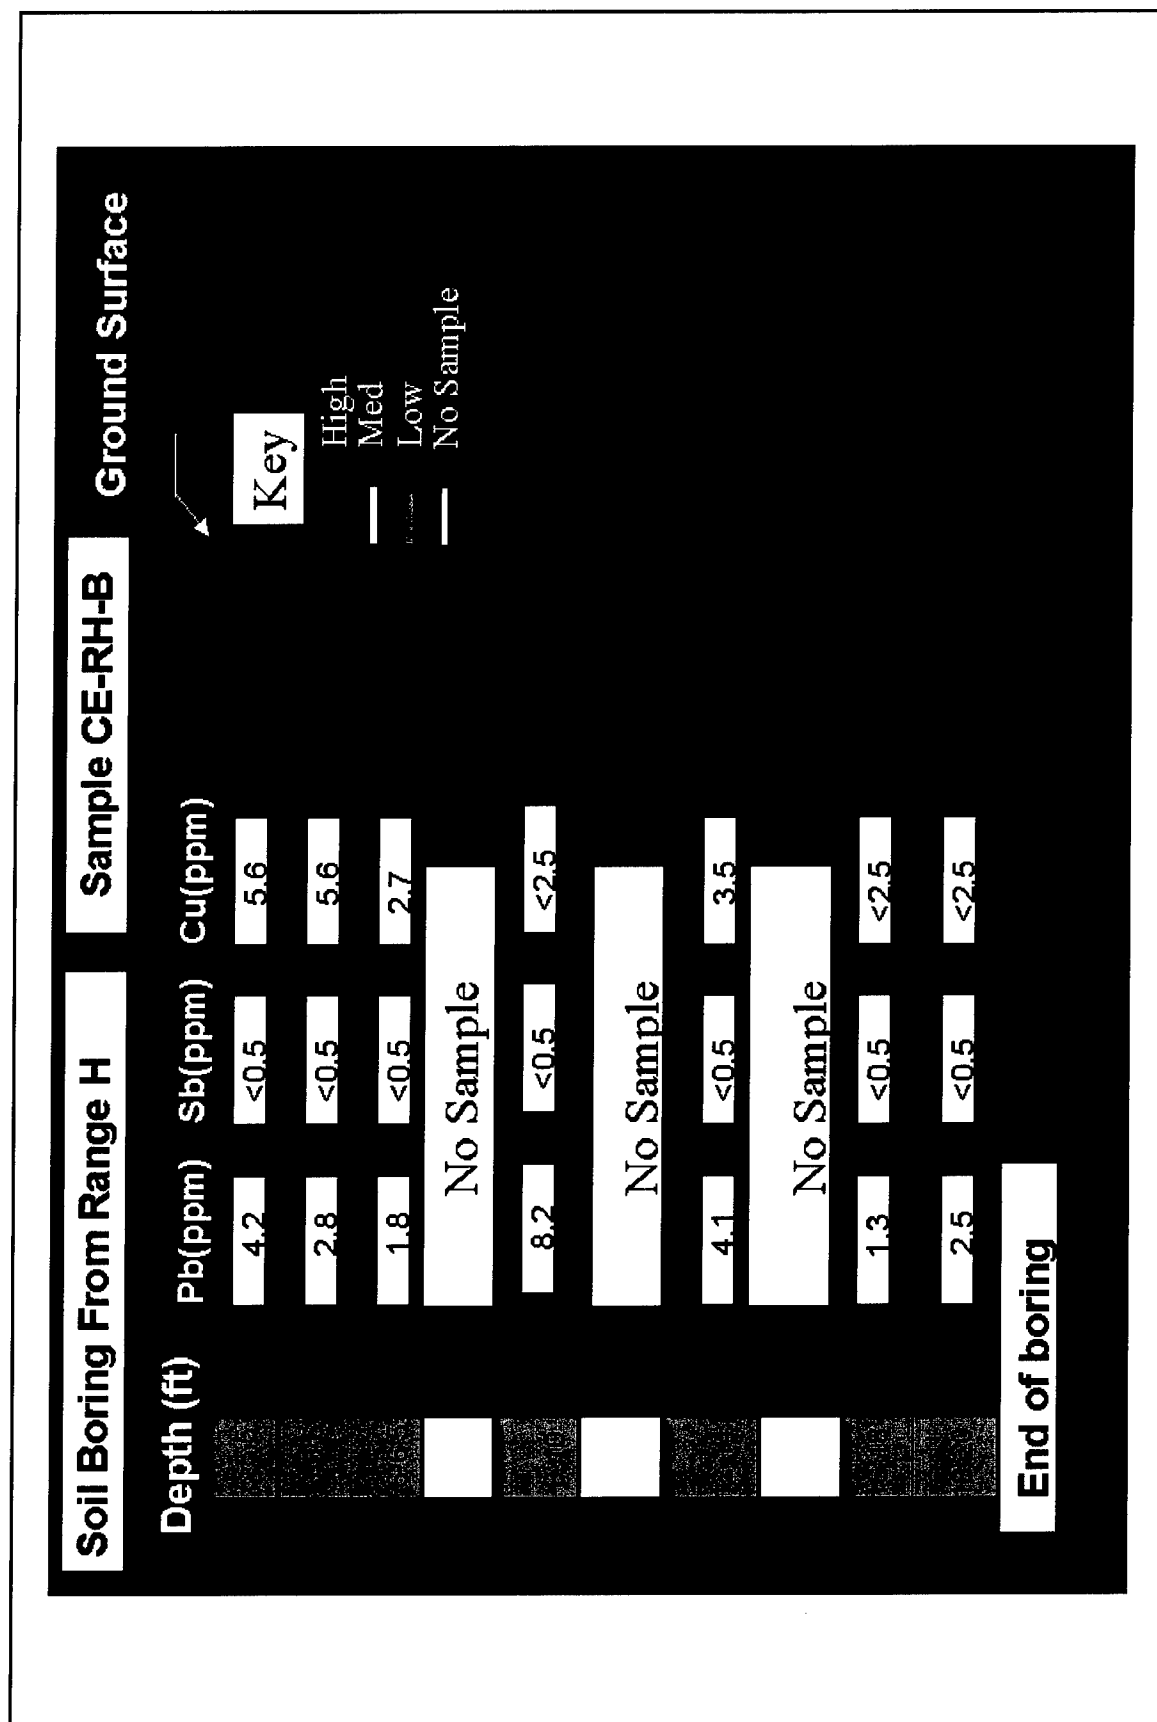 Soil Boring From Range H
Sample CE-RH-B
Ground Surface
Depth (ft) Pb(ppm) Sb(ppm) Cu(ppm)
4.2 <0.5 5.6
2.8 <0.5 5.6
1.8 <0.5 2.7
No Sample
8.2 <0.5 <2.5
No Sample
4.1 <0.5 3.5
No Sample
1.3 <0.5 <2.5
2.5 <0.5 <2.5
End of boring
Key
High
Med
Low
No Sample